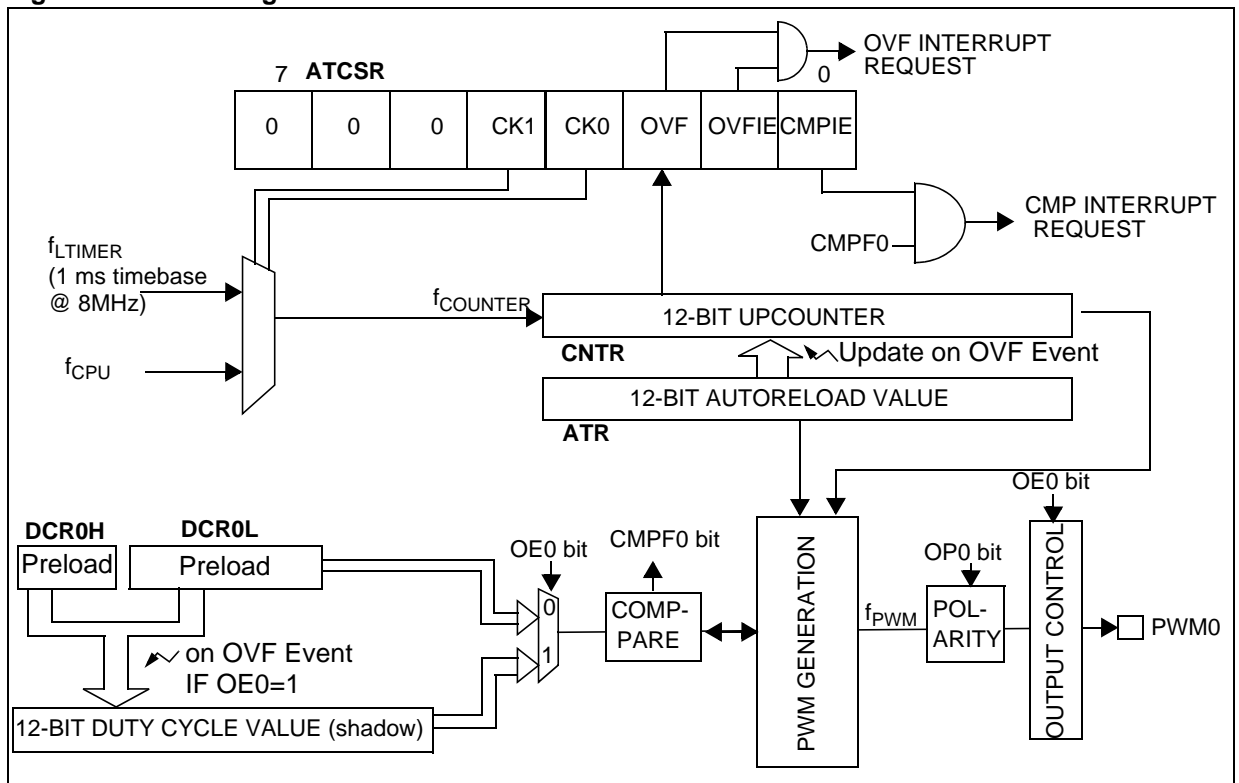 OVF INTERRUPT
REQUEST
7 ATCSR 0
0 0 0 CK1 CK0 OVF OVFIE CMPIE
CMP INTERRUPT
REQUEST
CMPF0
fLTIMER
(1 ms timebase
@ 8MHz)
fCOUNTER
12-BIT UPCOUNTER
CNTR
Update on OVF Event
fCPU
12-BIT AUTORELOAD VALUE
ATR
OE0 bit
DCR0H
DCR0L
Preload
Preload
OE0 bit
CMPF0 bit
OP0 bit
0
1
COMP-
PARE
PWM GENERATION
fPWM
POL-
ARITY
OUTPUT CONTROL
PWM0
on OVF Event
IF OE0=1
12-BIT DUTY CYCLE VALUE (shadow)